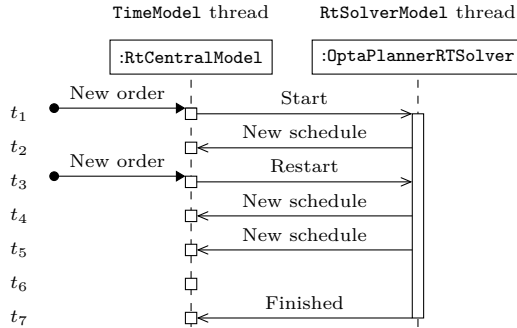 TimeModel thread RtSolverModel thread
:RtCentralModel :OptaPlannerRTSolver
New order Start
t1
New schedule
t2
New order Restart
t3
New schedule
t4
New schedule
t5
t6
Finished
t7